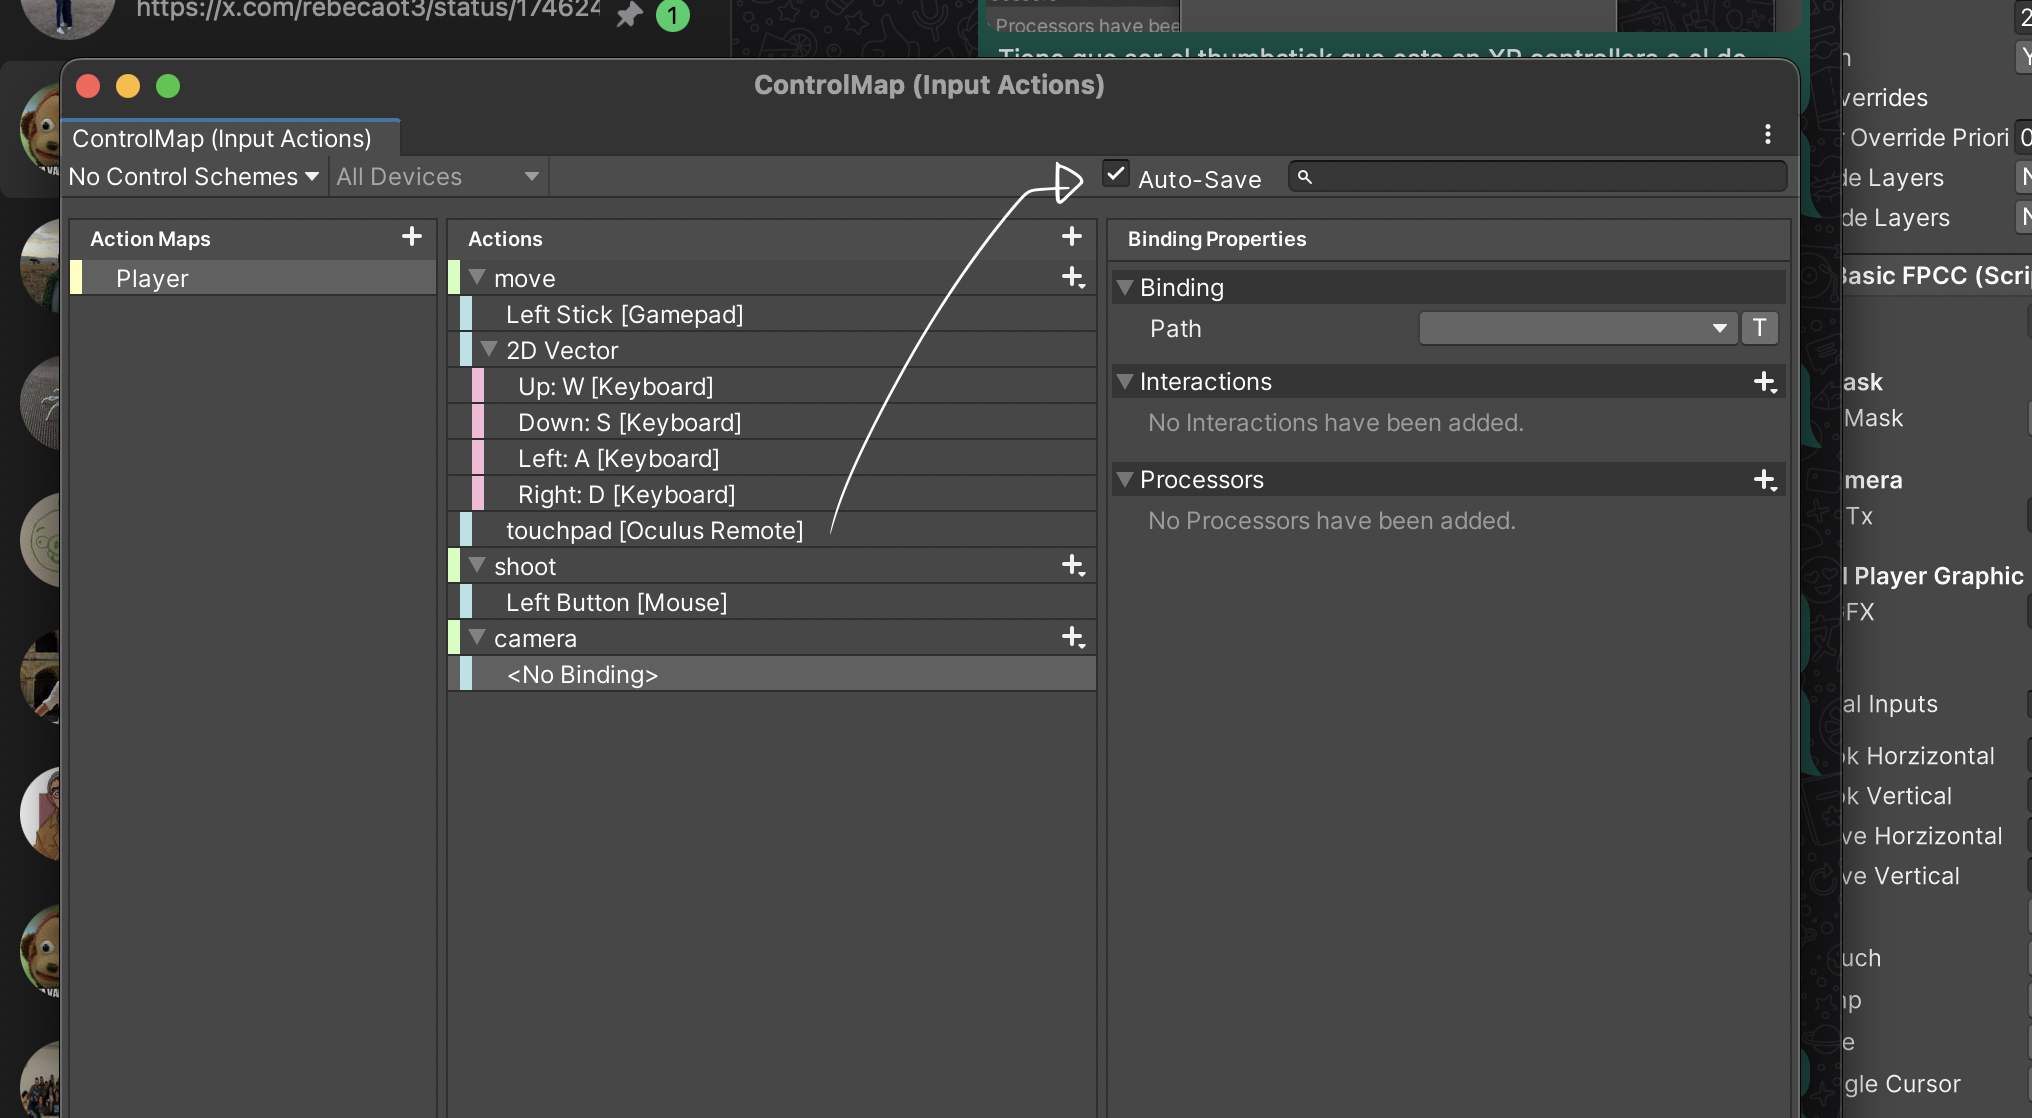 https://x.com/rebecaot3/status/174624
1
Processors have bee
Tiene que ser el thumbstick que esta en XR controllers o el de
ControlMap (Input Actions)
ControlMap (Input Actions)
No Control Schemes
All Devices
Auto-Save
Action Maps
Player
Actions
move
Left Stick [Gamepad]
2D Vector
Up: W [Keyboard]
Down: S [Keyboard]
Left: A [Keyboard]
Right: D [Keyboard]
touchpad [Oculus Remote]
shoot
Left Button [Mouse]
camera
<No Binding>
Binding Properties
Binding
Path
T
Interactions
No Interactions have been added.
Processors
No Processors have been added.
verrides
Override Priori
de Layers
de Layers
Basic FPCC (Scri
ask
Mask
mera
Tx
l Player Graphic
FX
al Inputs
ok Horzizontal
ok Vertical
ve Horzizontal
ve Vertical
uch
mp
e
gle Cursor